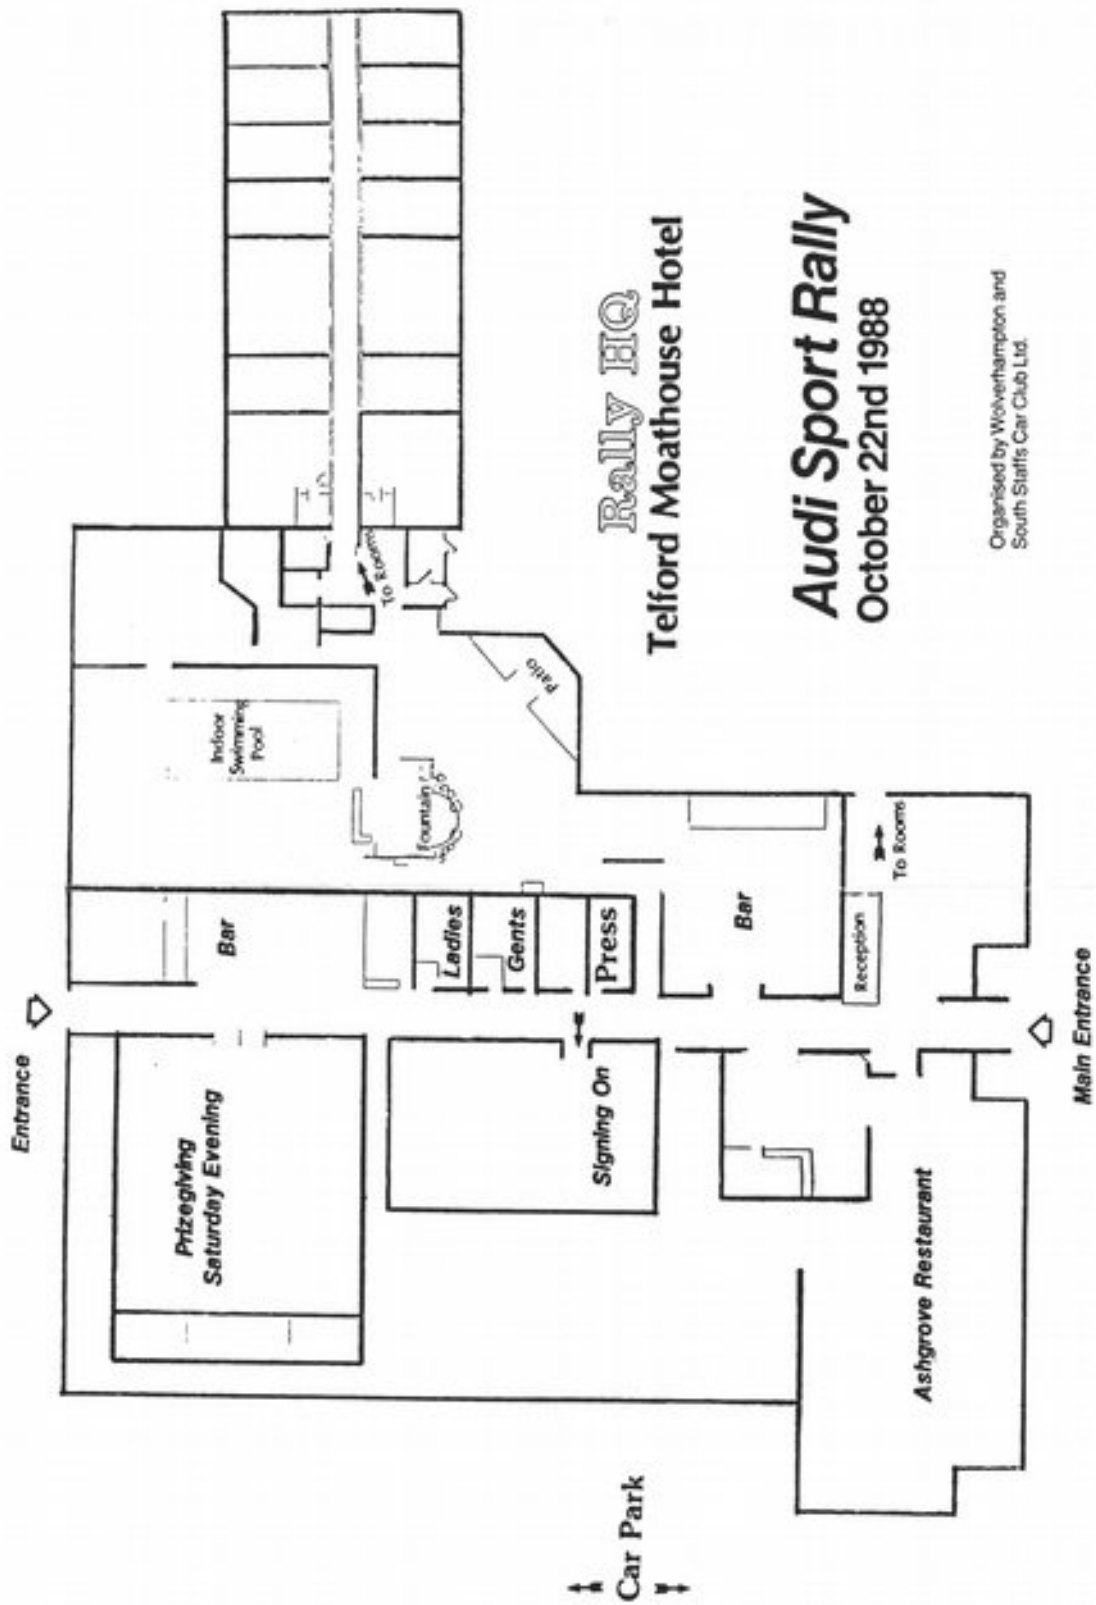 Entrance
Prizegiving
Saturday Evening
Bar
Indoor
Swimming
Pool
To Rooms
Fountain
Patio
Ladies
Gents
Press
Signing On
Bar
Reception
To Rooms
Ashgrove Restaurant
Main Entrance
Car Park
Rally HQ
Telford Moathouse Hotel
Audi Sport Rally
October 22nd 1988
Organised by Wolverhampton and
South Staffs Car Club Ltd.